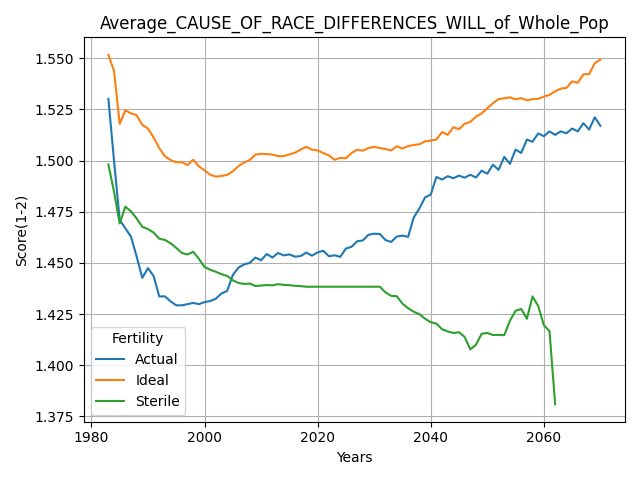 Average_CAUSE_OF_RACE_DIFFERENCES_WILL_of_Whole_Pop
1.550
1.525
1.500
1.475
1.450
1.425
1.400
1.375
Score(1-2)
Fertility
Actual
Ideal
Sterile
1980
2000
2020
2040
2060
Years